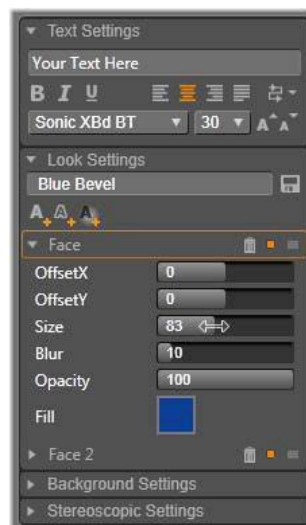 Text Settings
Your Text Here
B I U
Sonic XBd BT 30 A A
Look Settings
Blue Bevel
A A A
Face
OffsetX 0
OffsetY 0
Size 83
Blur 10
Opacity 100
Fill
Face 2
Background Settings
Stereoscopic Settings